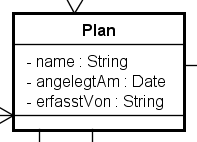 Plan
- name : String
- angelegtAm : Date
- erfasstVon : String